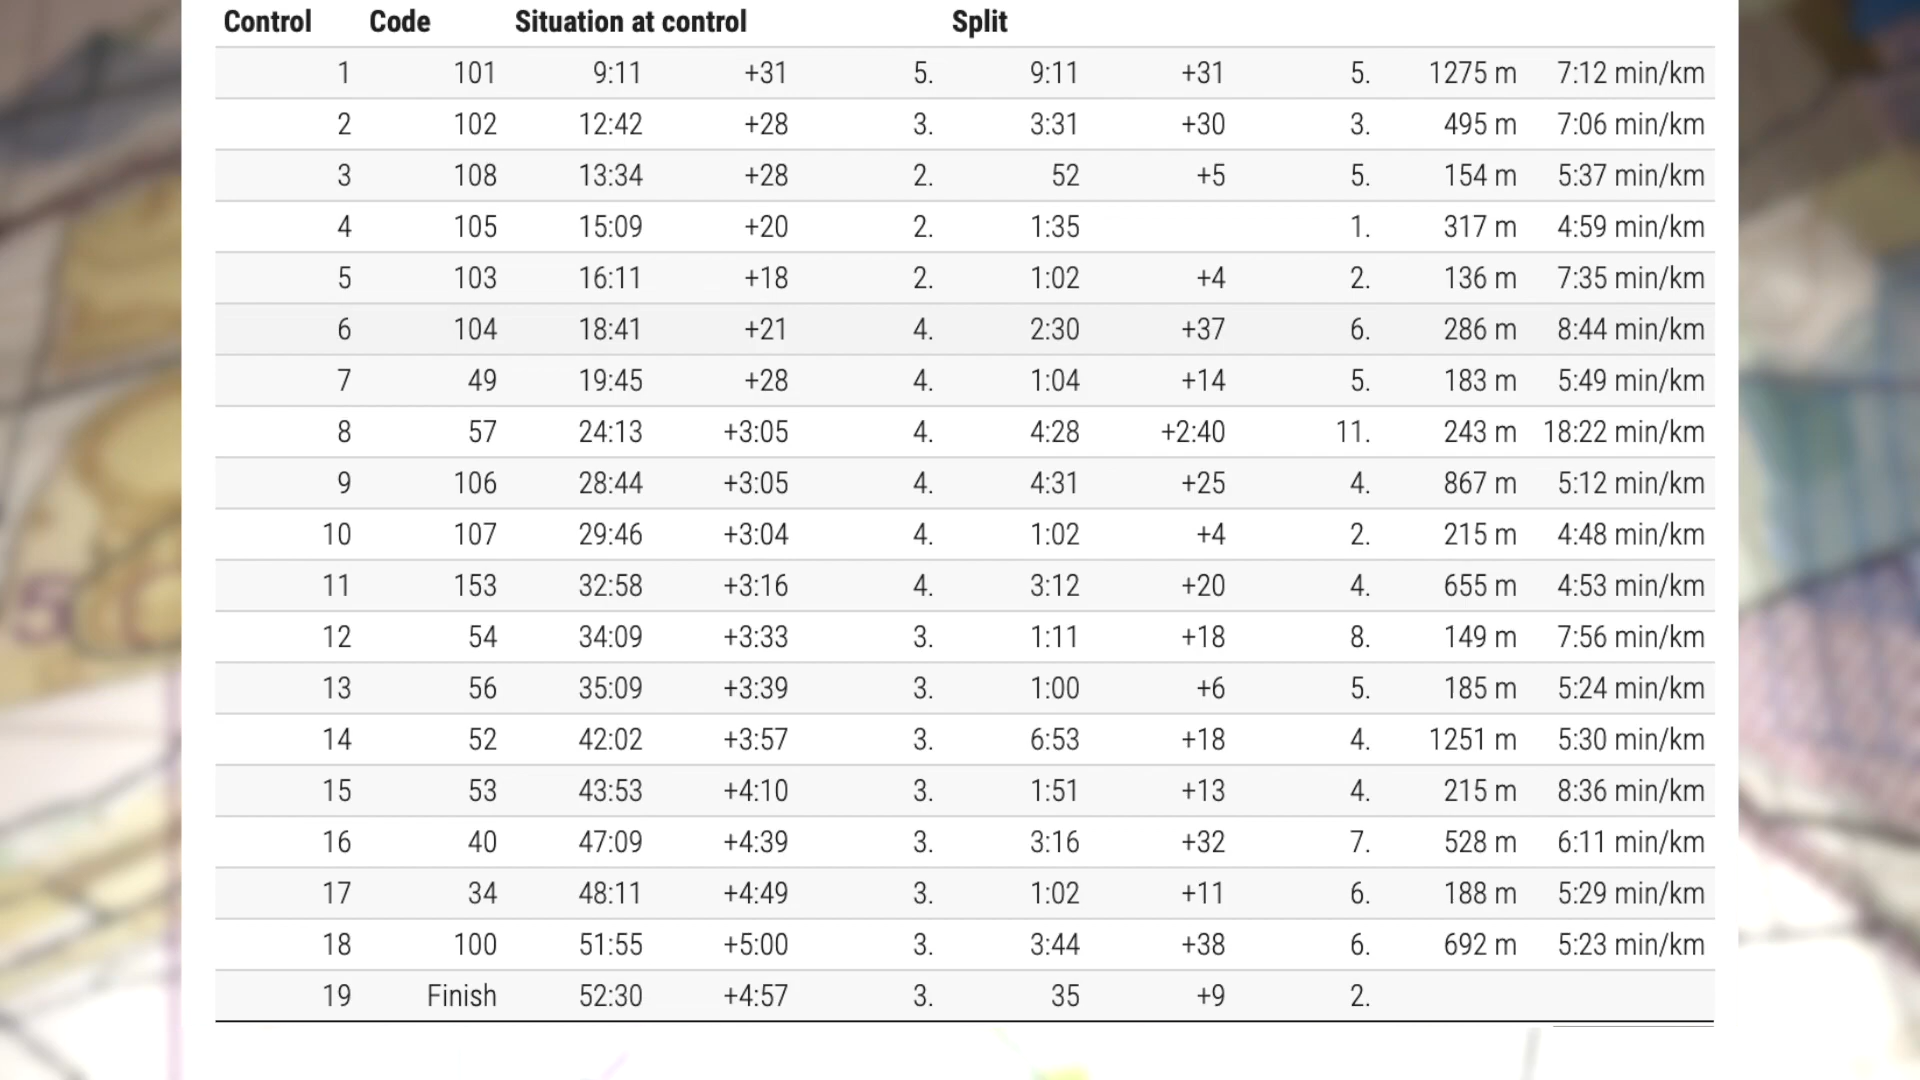 Control Code Situation at control Split
1 101 9:11 +31 5. 9:11 +31 5. 1275 m 7:12 min/km
2 102 12:42 +28 3. 3:31 +30 3. 495 m 7:06 min/km
3 108 13:34 +28 2. 52 +5 5. 154 m 5:37 min/km
4 105 15:09 +20 2. 1:35 1. 317 m 4:59 min/km
5 103 16:11 +18 2. 1:02 +4 2. 136 m 7:35 min/km
6 104 18:41 +21 4. 2:30 +37 6. 286 m 8:44 min/km
7 49 19:45 +28 4. 1:04 +14 5. 183 m 5:49 min/km
8 57 24:13 +3:05 4. 4:28 +2:40 11. 243 m 18:22 min/km
9 106 28:44 +3:05 4. 4:31 +25 4. 867 m 5:12 min/km
10 107 29:46 +3:04 4. 1:02 +4 2. 215 m 4:48 min/km
11 153 32:58 +3:16 4. 3:12 +20 4. 655 m 4:53 min/km
12 54 34:09 +3:33 3. 1:11 +18 8. 149 m 7:56 min/km
13 56 35:09 +3:39 3. 1:00 +6 5. 185 m 5:24 min/km
14 52 42:02 +3:57 3. 6:53 +18 4. 1251 m 5:30 min/km
15 53 43:53 +4:10 3. 1:51 +13 4. 215 m 8:36 min/km
16 40 47:09 +4:39 3. 3:16 +32 7. 528 m 6:11 min/km
17 34 48:11 +4:49 3. 1:02 +11 6. 188 m 5:29 min/km
18 100 51:55 +5:00 3. 3:44 +38 6. 692 m 5:23 min/km
19 Finish 52:30 +4:57 3. 35 +9 2.